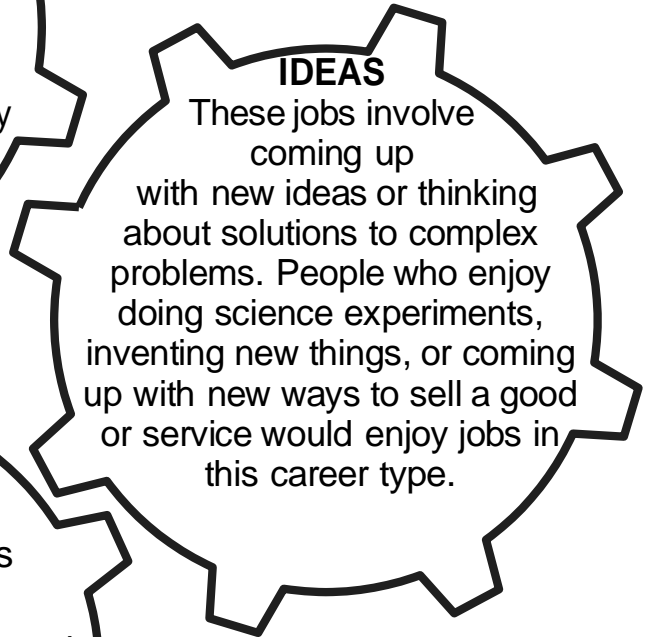 IDEAS
These jobs involve
coming up
with new ideas or thinking
about solutions to complex
problems. People who enjoy
doing science experiments,
inventing new things, or coming
up with new ways to sell a good
or service would enjoy jobs in
this career type.
y
s